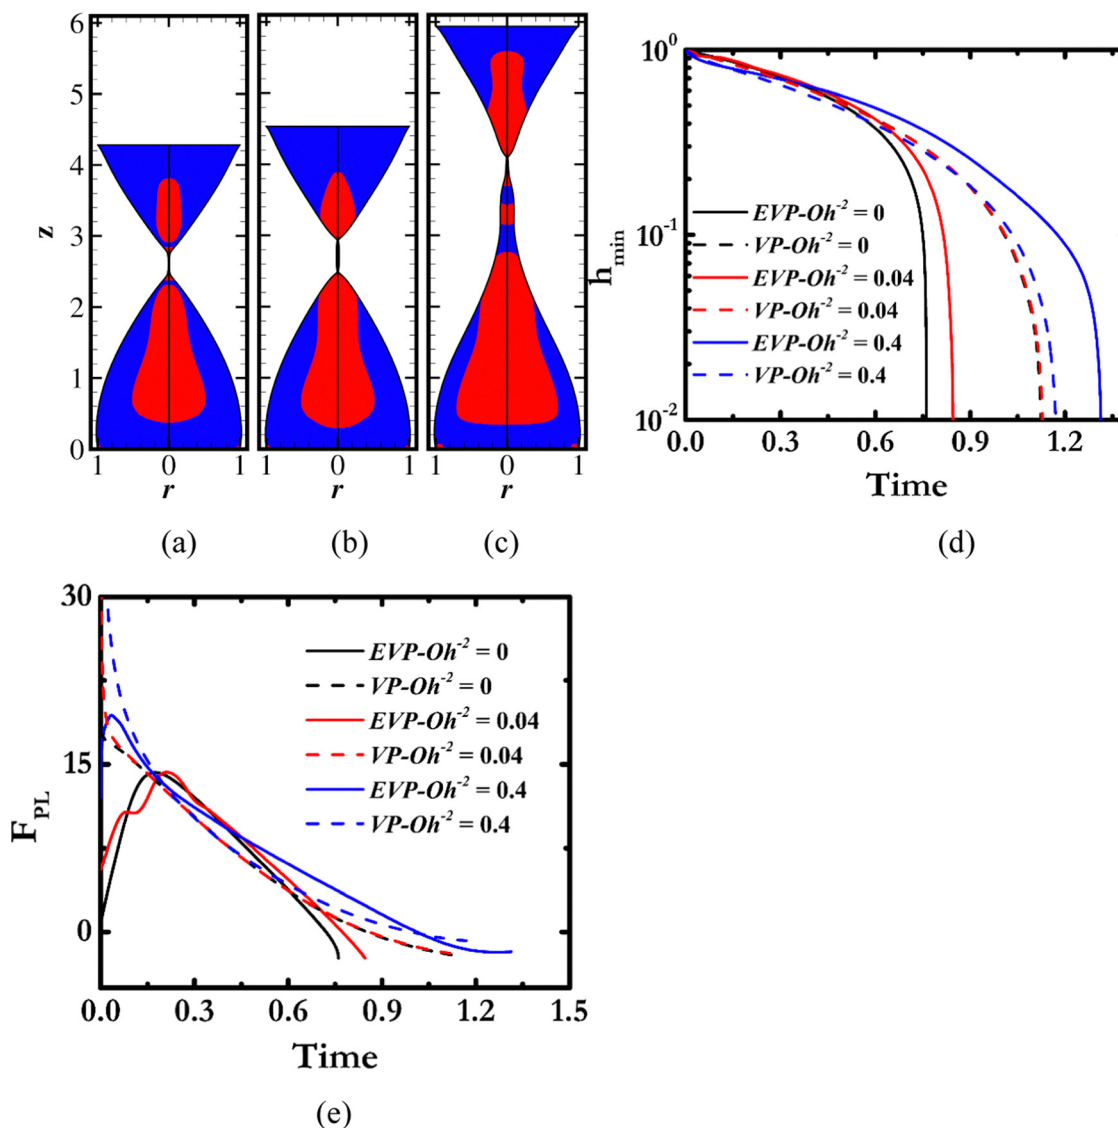 6
5
4
3
2
1
0
z
1 0 1
1 0 1
1 0 1
r
r
r
(a)
(b)
(c)
10^0
10^-1
10^-2
h_min
EVP-Oh^-2 = 0
VP-Oh^-2 = 0
EVP-Oh^-2 = 0.04
VP-Oh^-2 = 0.04
EVP-Oh^-2 = 0.4
VP-Oh^-2 = 0.4
0.0 0.3 0.6 0.9 1.2
Time
(d)
30
15
0
F_PL
EVP-Oh^-2 = 0
VP-Oh^-2 = 0
EVP-Oh^-2 = 0.04
VP-Oh^-2 = 0.04
EVP-Oh^-2 = 0.4
VP-Oh^-2 = 0.4
0.0 0.3 0.6 0.9 1.2 1.5
Time
(e)